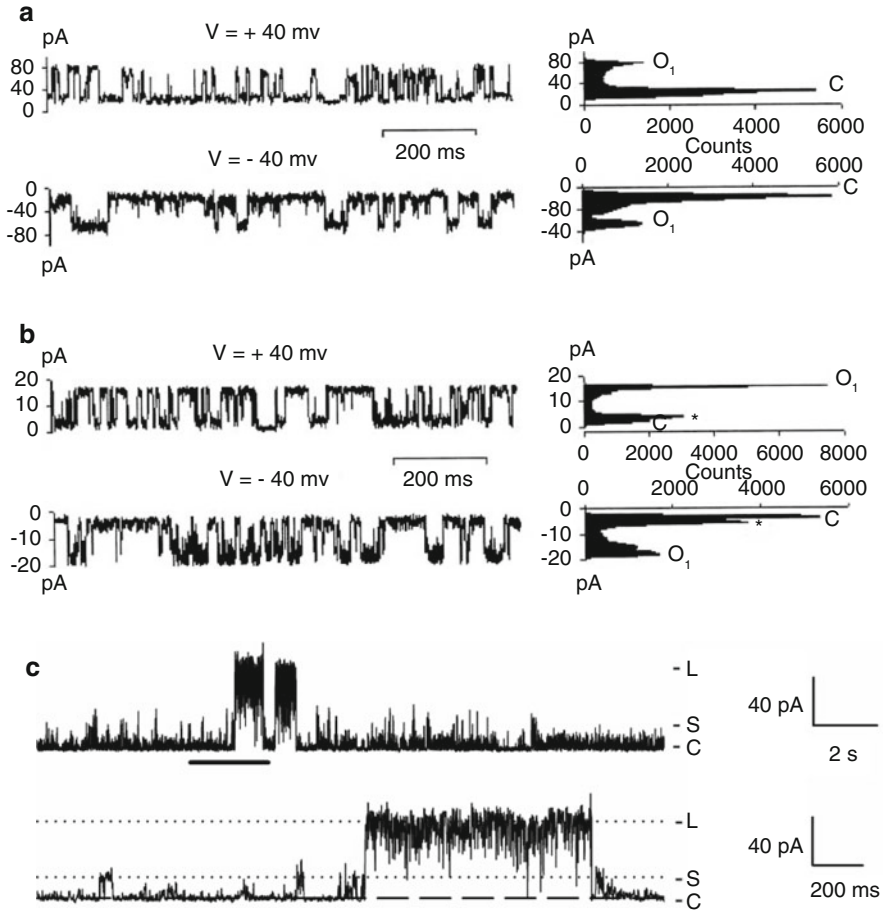 a
pA
V = + 40 mv
80
40
0
200 ms
pA
80
40
0
O1
C
0 2000 4000 6000
Counts
V = - 40 mv
0
-40
-80
pA
0 2000 4000 6000
0
-80
-40
C
O1
pA
b
pA
V = + 40 mv
20
10
0
200 ms
pA
20
10
0
O1
C *
0 2000 4000 6000 8000
Counts
V = - 40 mv
0
-10
-20
pA
0 2000 4000 6000
0
-10
-20
C
*
O1
pA
c
- L
- S
- C
40 pA
2 s
- L
- S
- C
40 pA
200 ms